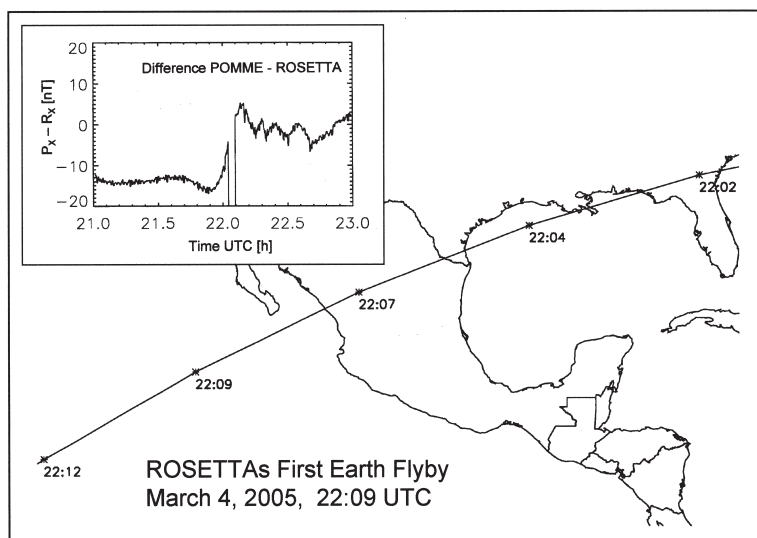 20
10
0
−10
−20
Pₓ − Rₓ [nT]
Difference POMME - ROSETTA
21.0 21.5 22.0 22.5 23.0
Time UTC [h]
22:02
22:04
22:07
22:09
22:12
ROSETTAs First Earth Flyby
March 4, 2005, 22:09 UTC